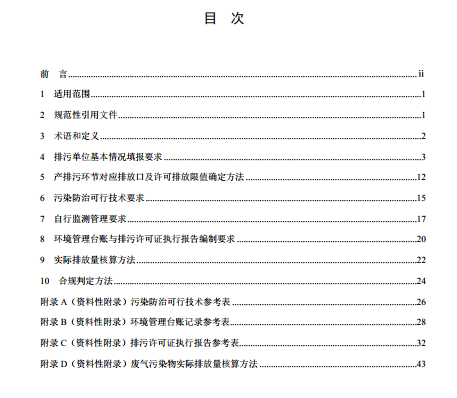 目 次
前 言 ii
1 适用范围 1
2 规范性引用文件 1
3 术语和定义 2
4 排污单位基本情况填报要求 3
5 产排污环节对应排放口及许可排放限值确定方法 12
6 污染防治可行技术要求 15
7 自行监测管理要求 17
8 环境管理台账与排污许可证执行报告编制要求 20
9 实际排放量核算方法 22
10 合规判定方法 24
附录 A（资料性附录）污染防治可行技术参考表 26
附录 B（资料性附录）环境管理台账记录参考表 28
附录 C（资料性附录）排污许可证执行报告参考表 32
附录 D（资料性附录）废气污染物实际排放量核算方法 43